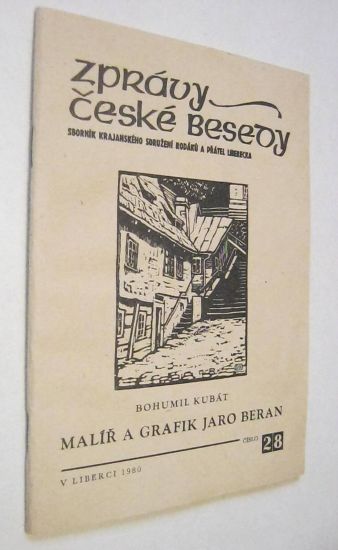 Zprávy
České Besedy
SBORNÍK KRAJANSKÉHO SDRUŽENÍ RODÁKŮ A PŘÁTEL LIBERECKA
BOHUMIL KUBÁT
MALÍŘ A GRAFIK JARO BERAN
ČÍSLO 28
V LIBERCI 1980